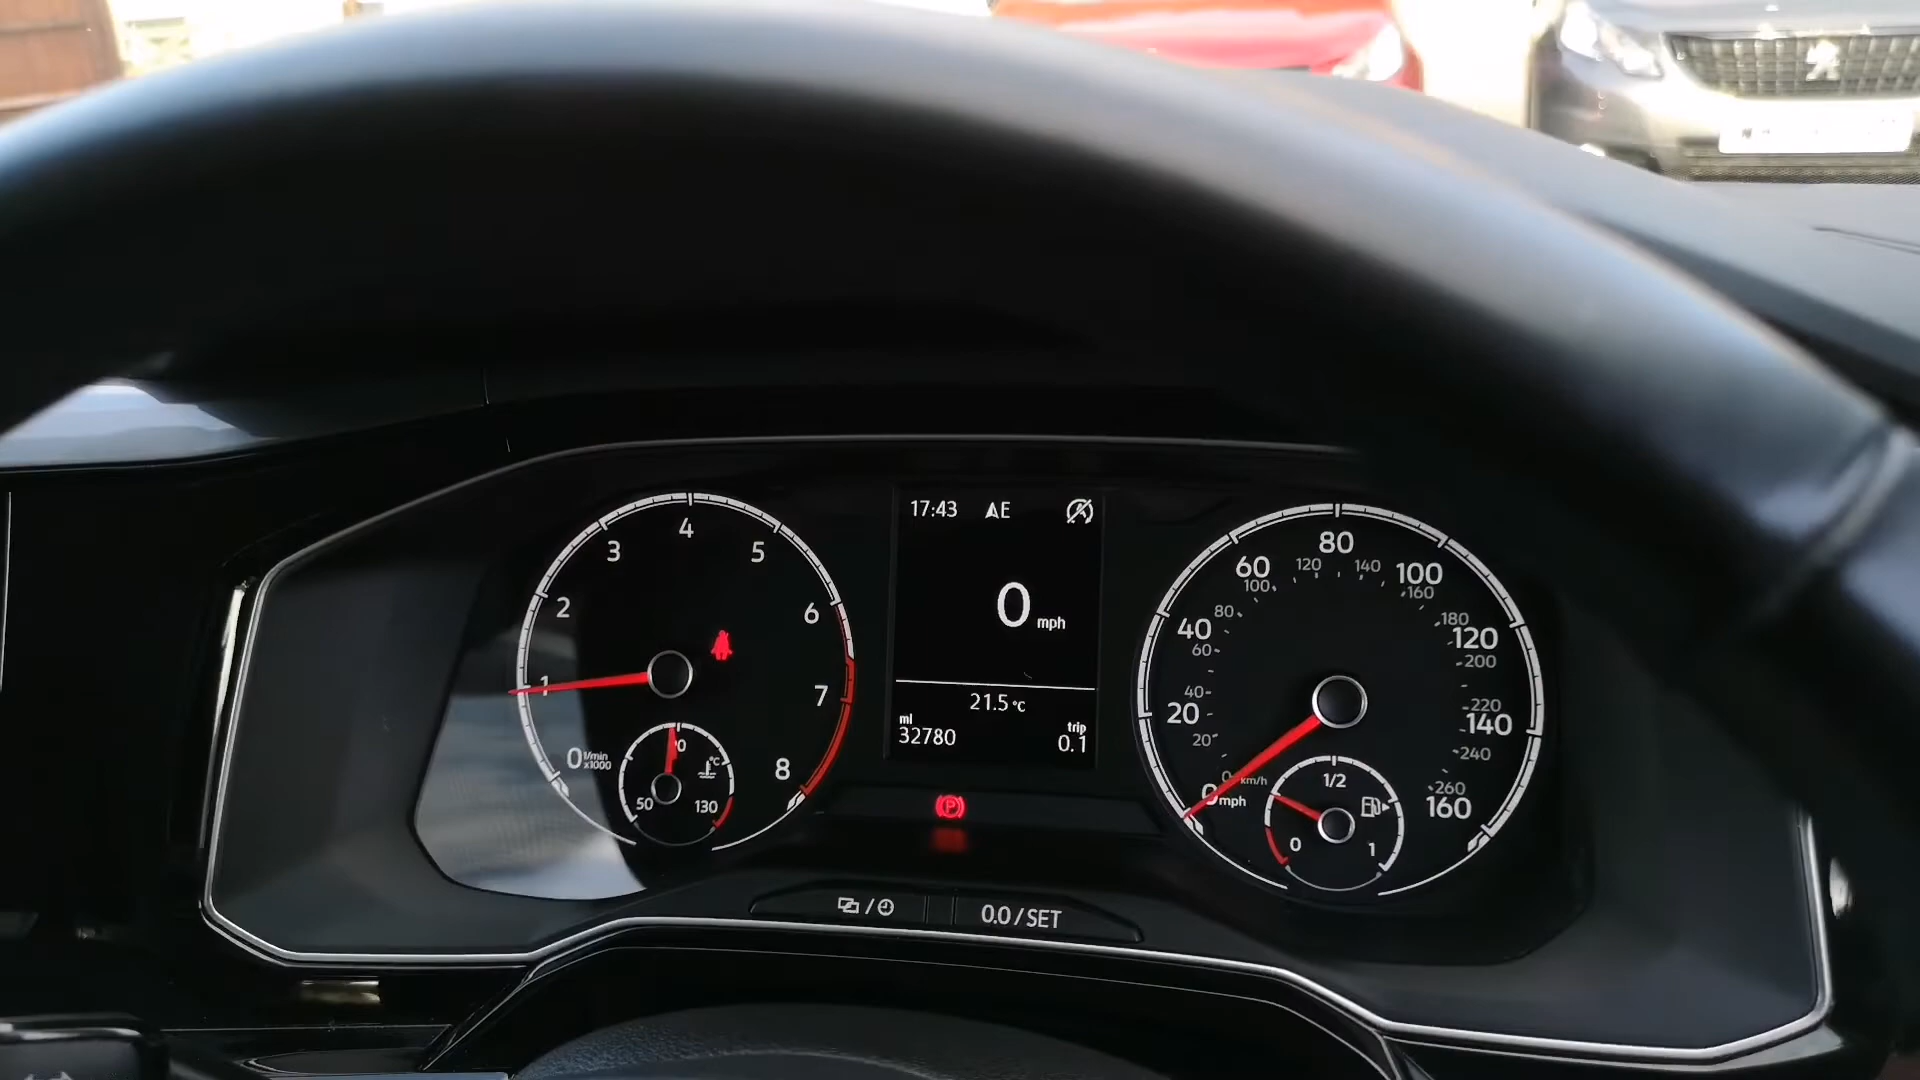 17:43 E
0 mph
21.5°C
ml
32780
trip
0.1
0 1 2 3 4 5 6 7 8
1/min
x1000
50 130
°C
0 20 40 60 80 100 120 140 160
mph
0 20 40 60 80 100 120 140 160 180 200 220 240 260
km/h
0 1/2 1
P
/
0.0 / SET